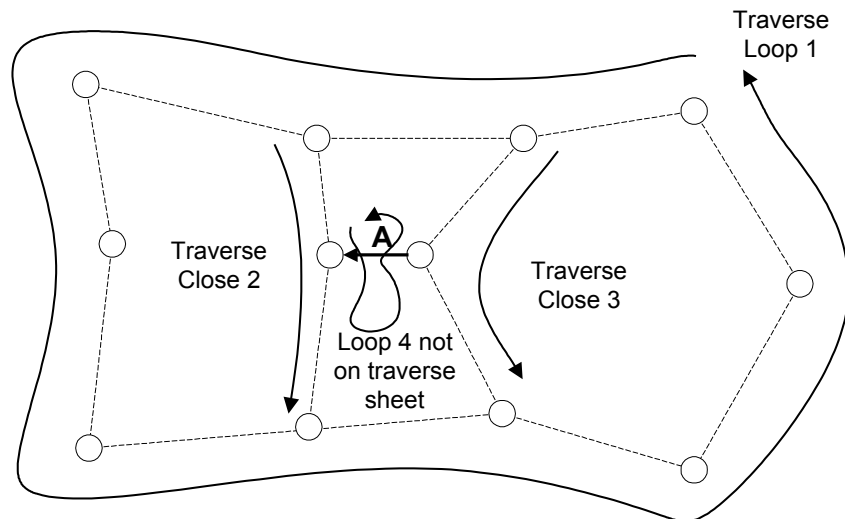 Traverse
Loop 1
Traverse
Close 2
A
Traverse
Close 3
Loop 4 not
on traverse
sheet